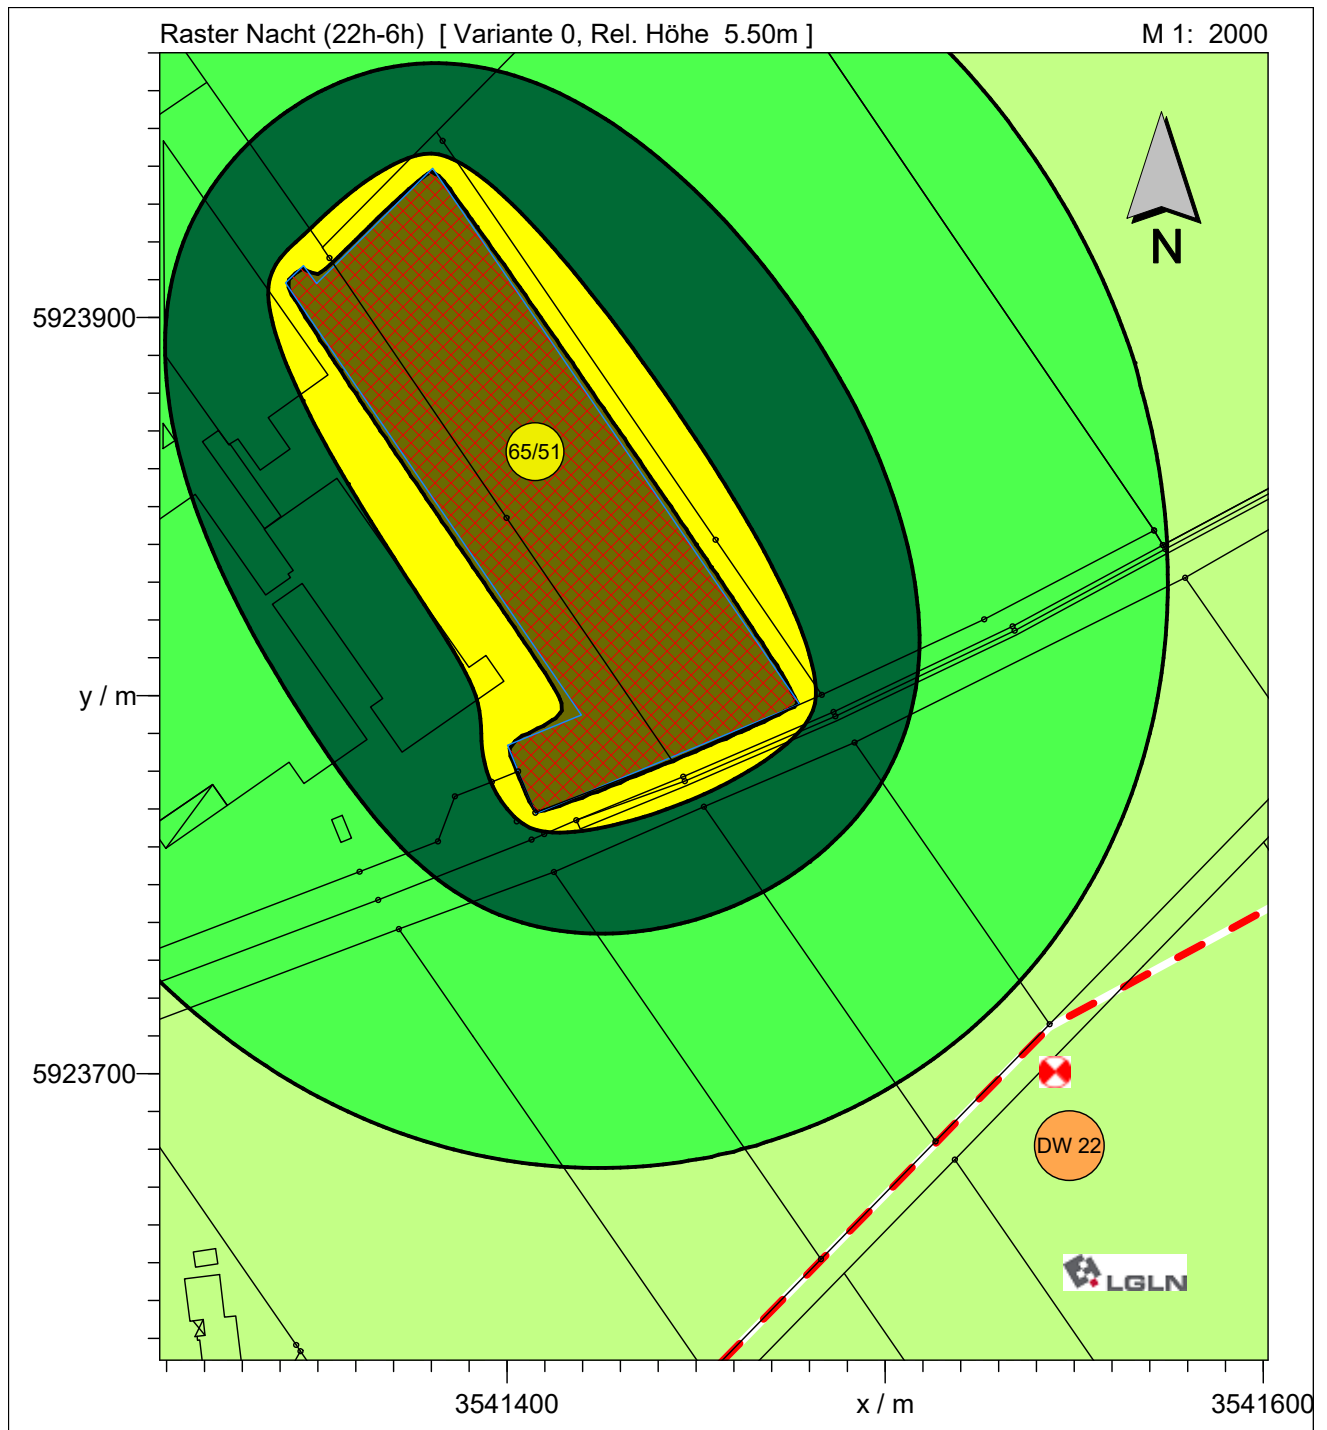 Raster Nacht (22h-6h)  [ Variante 0, Rel. Höhe  5.50m ]
M 1:  2000
N
5923900
65/51
y / m
5923700
DW 22
LGLN
3541400
x / m
3541600